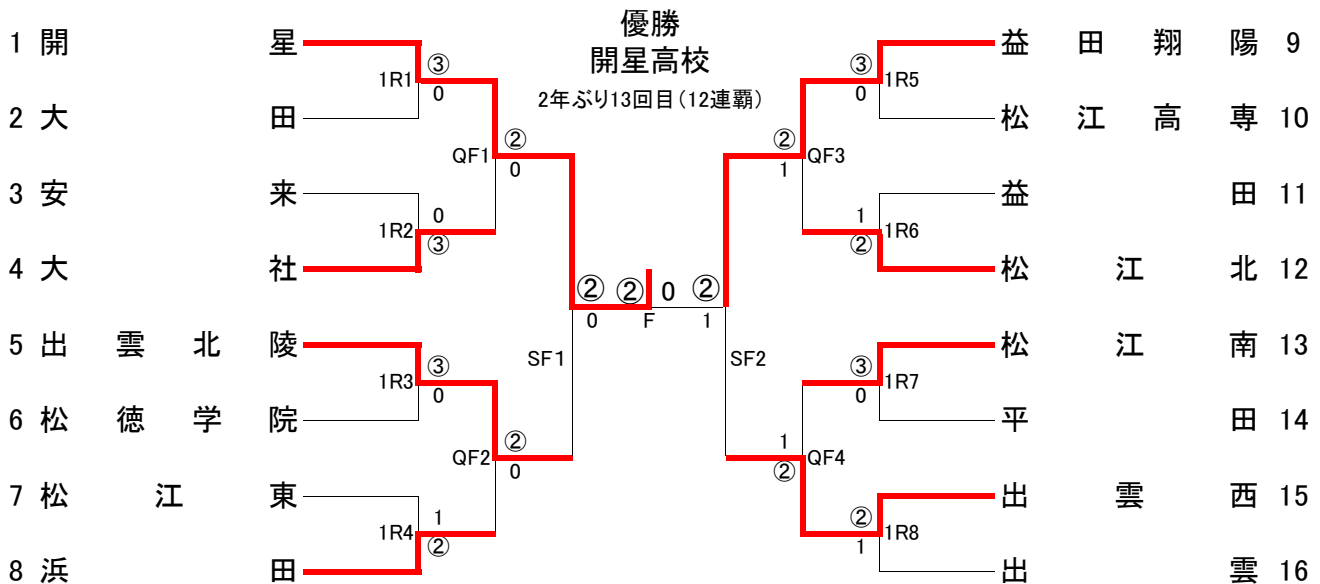 優勝
開星高校
2年ぶり13回目(12連覇)
1 開星
2 大田
3 安来
4 大社
5 出雲北陵
6 松徳学院
7 松江東
8 浜田
1R1
③
0
1R2
0
③
1R3
③
0
1R4
1
②
QF1
②
0
QF2
②
0
SF1
②
0
② 0
F
SF2
②
1
QF3
②
1
QF4
1
②
1R5
③
0
1R6
1
②
1R7
③
0
1R8
②
1
益田翔陽 9
松江高専 10
益田 11
松江北 12
松江南 13
平田 14
出雲西 15
出雲 16